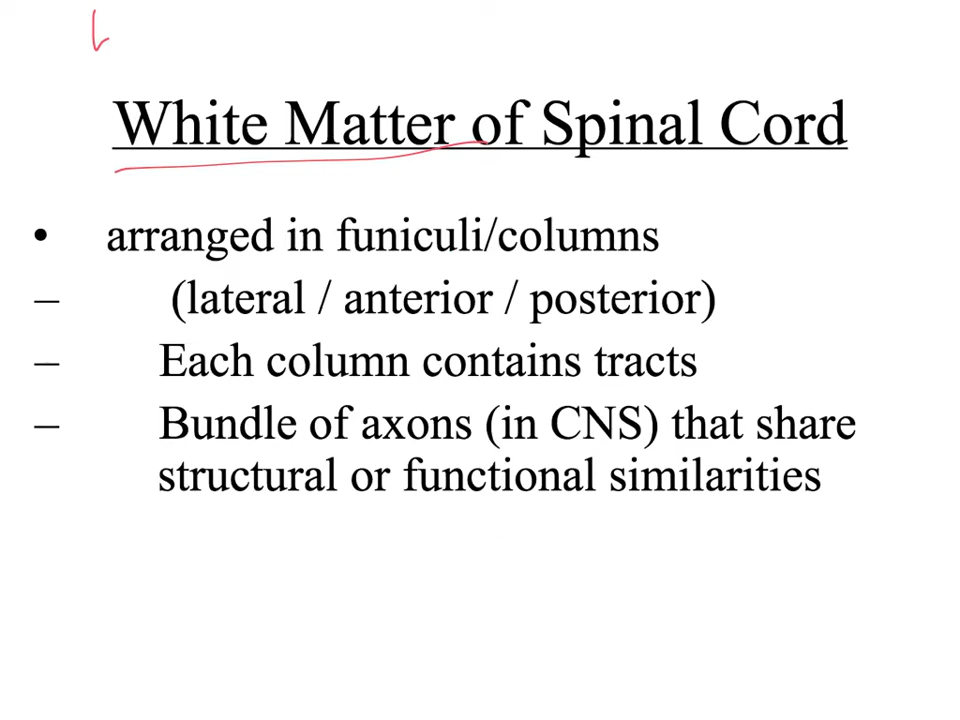 White Matter of Spinal Cord
• arranged in funiculi/columns
– (lateral / anterior / posterior)
– Each column contains tracts
– Bundle of axons (in CNS) that share
structural or functional similarities